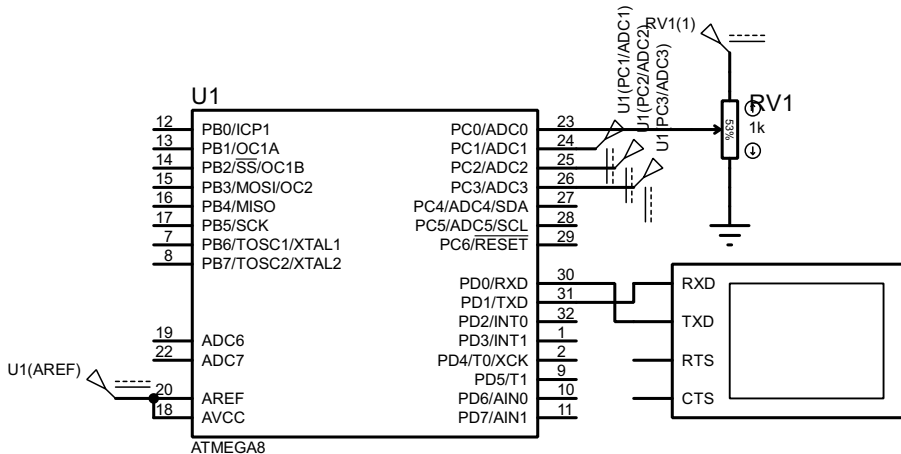 U1
12 PB0/ICP1
13 PB1/OC1A
14 PB2/SS/OC1B
15 PB3/MOSI/OC2
16 PB4/MISO
17 PB5/SCK
7 PB6/TOSC1/XTAL1
8 PB7/TOSC2/XTAL2
19 ADC6
22 ADC7
20 AREF
18 AVCC
PC0/ADC0 23
PC1/ADC1 24
PC2/ADC2 25
PC3/ADC3 26
PC4/ADC4/SDA 27
PC5/ADC5/SCL 28
PC6/RESET 29
PD0/RXD 30
PD1/TXD 31
PD2/INT0 32
PD3/INT1 1
PD4/T0/XCK 2
PD5/T1 9
PD6/AIN0 10
PD7/AIN1 11
ATMEGA8
U1(AREF)
U1(PC1/ADC1)
U1(PC2/ADC2)
U1(PC3/ADC3)
RV1(1)
RV1
1k
53%
RXD
TXD
RTS
CTS